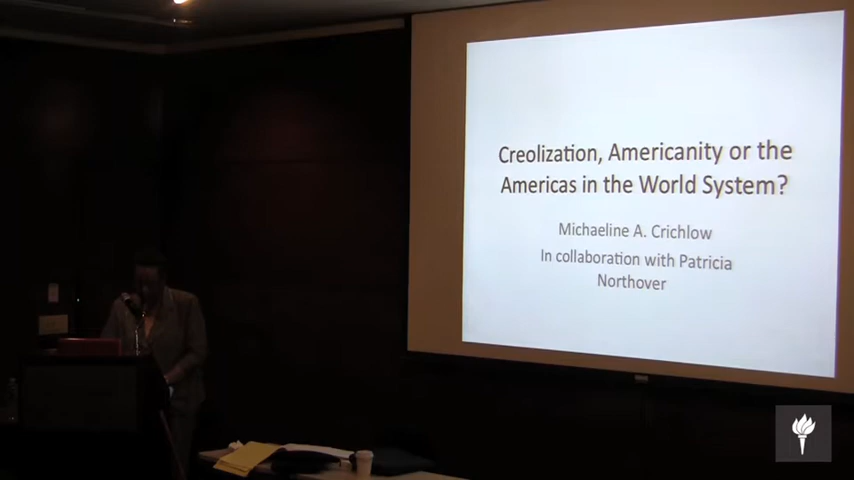 Creolization, Americanity or the
Americas in the World System?
Michaeline A. Crichlow
In collaboration with Patricia
Northover